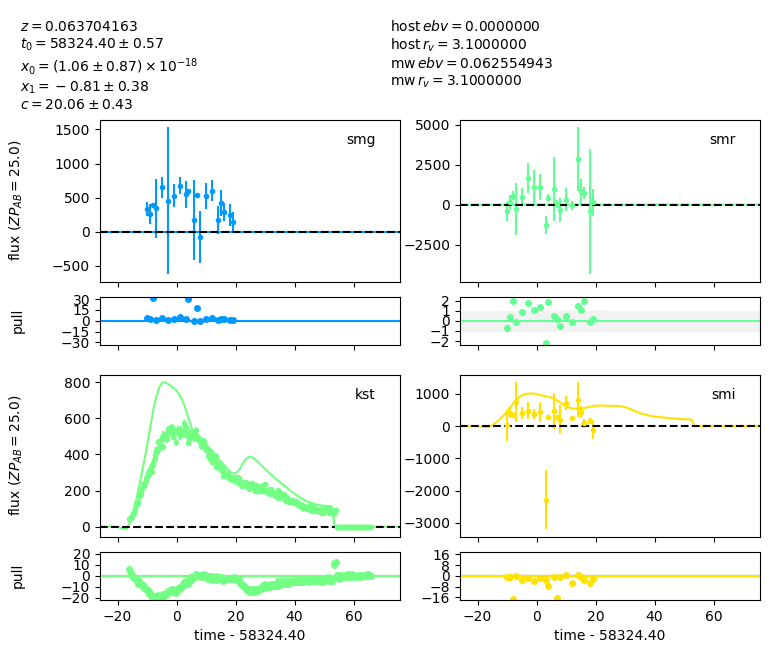 z = 0.063704163
t0 = 58324.40 ± 0.57
x0 = (1.06 ± 0.87) × 10^−18
x1 = −0.81 ± 0.38
c = 20.06 ± 0.43
host ebv = 0.0000000
host rv = 3.1000000
mw ebv = 0.062554943
mw rv = 3.1000000
flux (ZPAB = 25.0)
1500
1000
500
0
−500
smg
5000
2500
0
−2500
smr
pull
30
15
0
−15
−30
2
1
0
−1
−2
flux (ZPAB = 25.0)
800
600
400
200
0
kst
1000
0
−1000
−2000
−3000
smi
pull
20
10
0
−10
−20
16
8
0
−8
−16
−20 0 20 40 60
−20 0 20 40 60
time - 58324.40
time - 58324.40